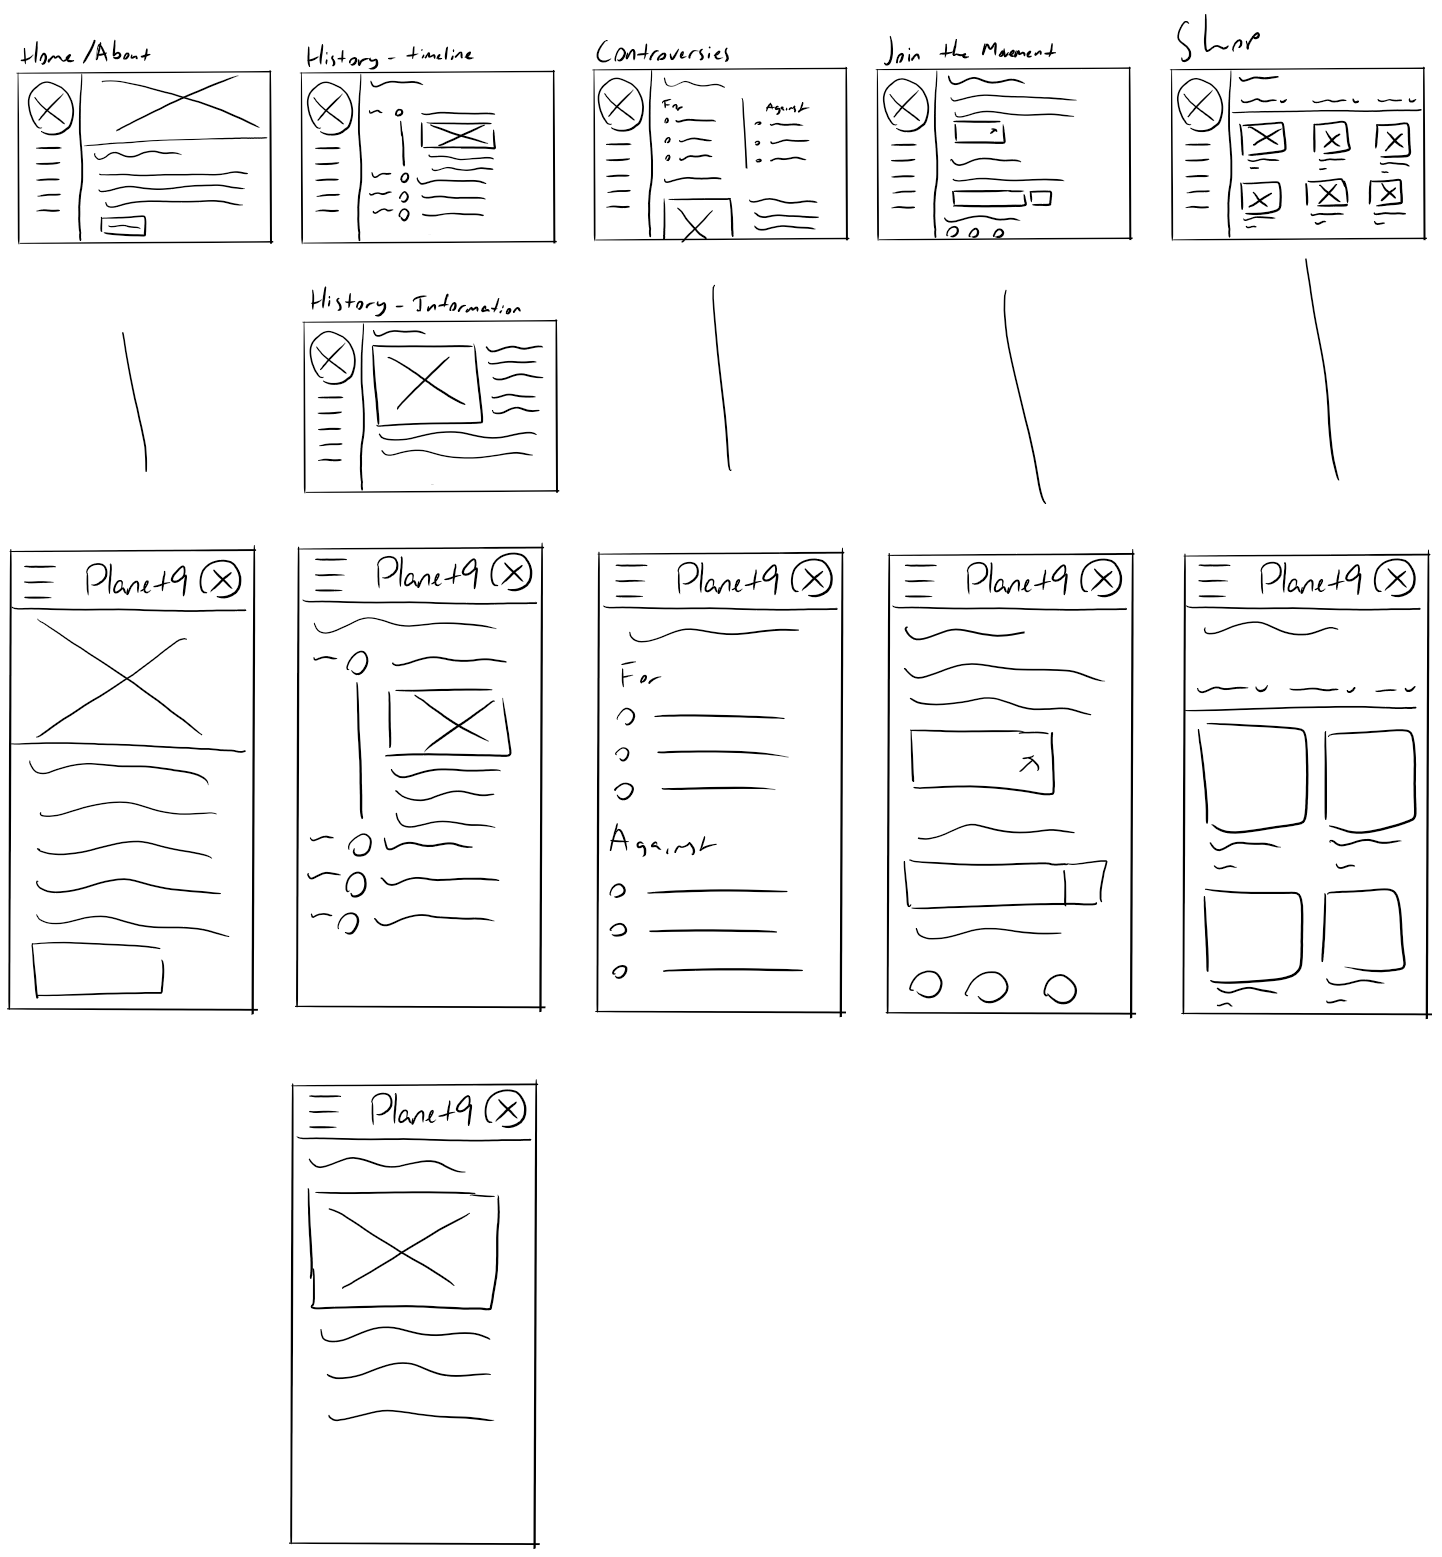 Home/About
History - timeline
Controversies
Join the Movement
Shop
For
Against
History - Information
Planet9
Planet9
Planet9
Planet9
Planet9
For
Against
Planet9